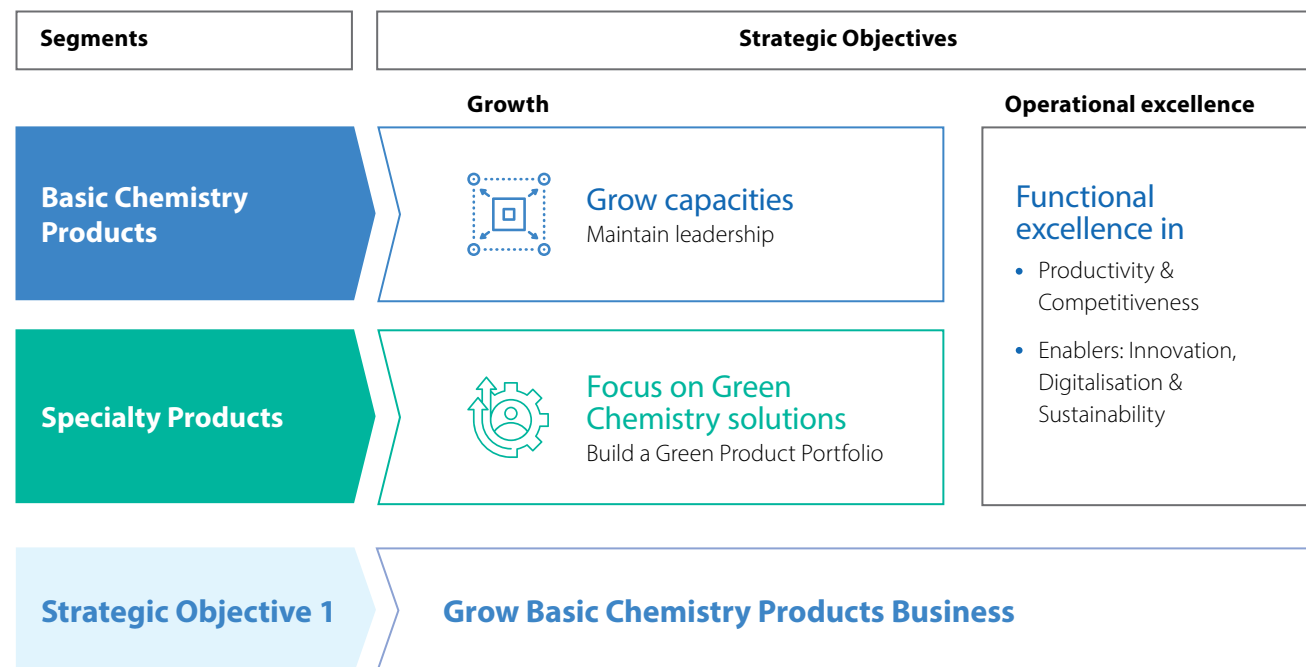 Segments
Strategic Objectives
Growth
Operational excellence
Basic Chemistry
Products
Grow capacities
Maintain leadership
Functional
excellence in
• Productivity &
Competitiveness
• Enablers: Innovation,
Digitalisation &
Sustainability
Specialty Products
Focus on Green
Chemistry solutions
Build a Green Product Portfolio
Strategic Objective 1
Grow Basic Chemistry Products Business